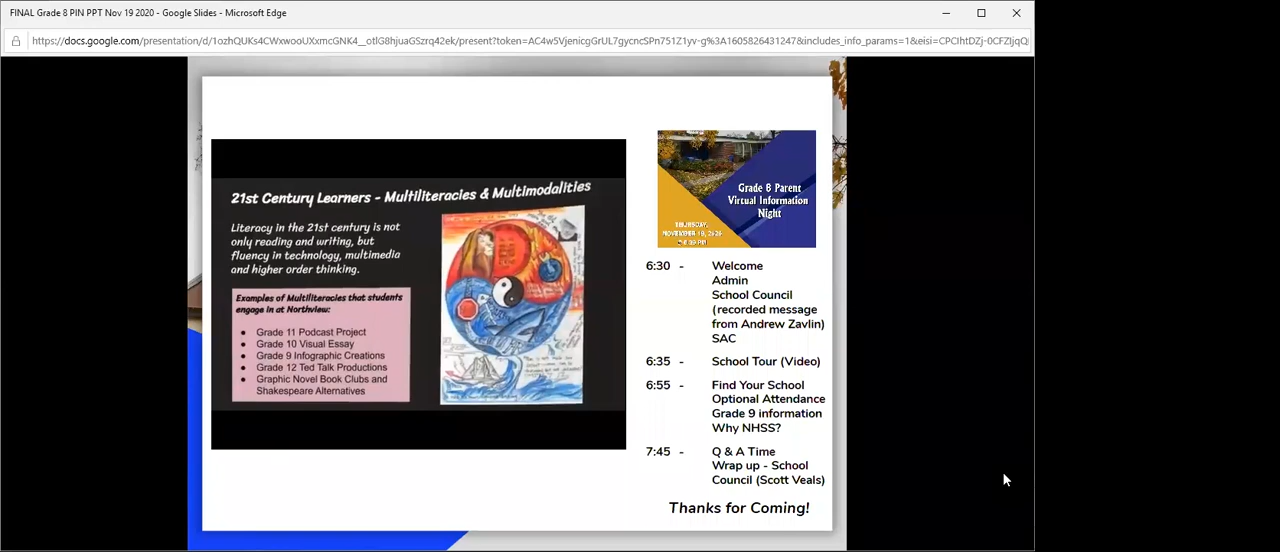 FINAL Grade 8 PIN PPT Nov 19 2020 - Google Slides - Microsoft Edge
21st Century Learners - Multiliteracies & Multimodalities
Literacy in the 21st century is not
only reading and writing, but
fluency in technology, multimedia
and higher order thinking.
Examples of Multiliteracies that students
engage in at Northview:
● Grade 11 Podcast Project
● Grade 10 Visual Essay
● Grade 9 Infographic Creations
● Grade 12 Ted Talk Productions
● Graphic Novel Book Clubs and
Shakespeare Alternatives
Grade 8 Parent
Virtual Information
Night
THURSDAY,
NOVEMBER 19, 2020
6:30 - Welcome
Admin
School Council
(recorded message
from Andrew Zavlin)
SAC
6:35 - School Tour (Video)
6:55 - Find Your School
Optional Attendance
Grade 9 information
Why NHSS?
7:45 - Q & A Time
Wrap up - School
Council (Scott Veals)
Thanks for Coming!